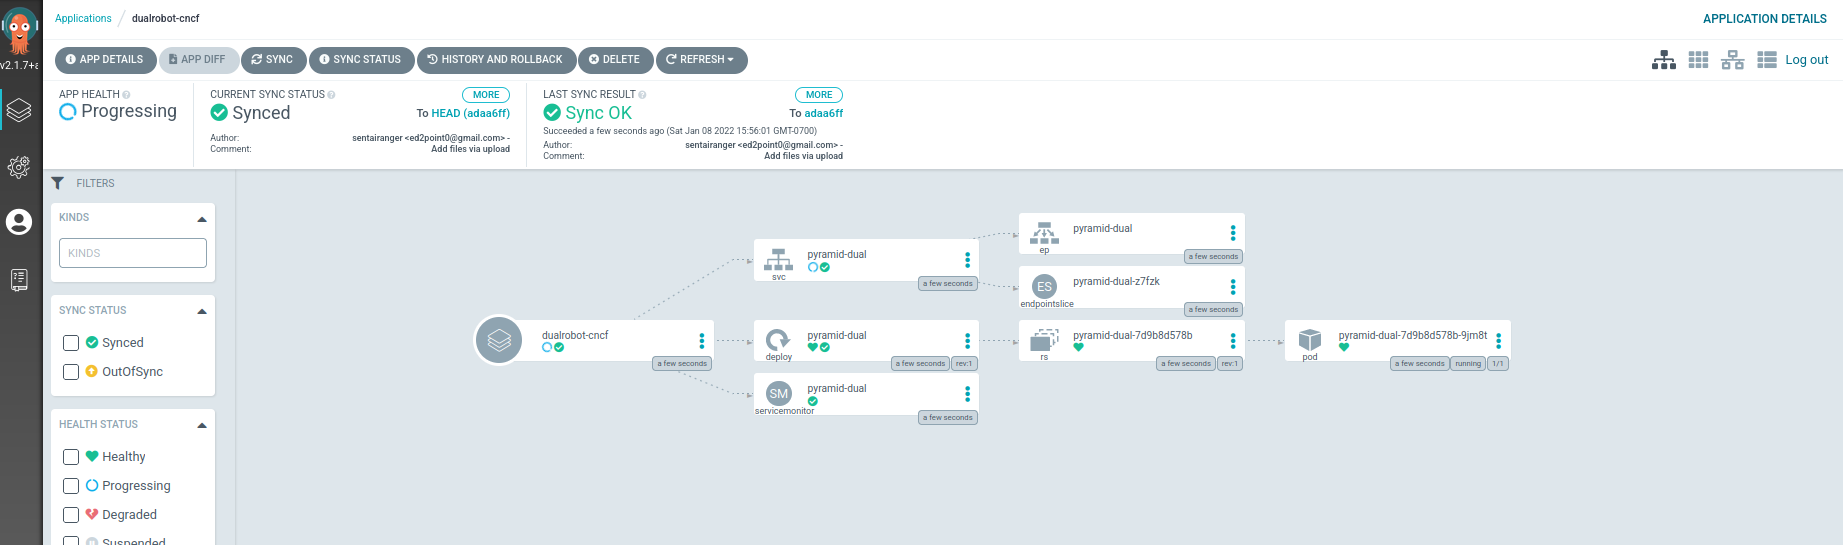 Applications / dualrobot-cncf
APPLICATION DETAILS
v2.1.7+a
APP DETAILS
APP DIFF
SYNC
SYNC STATUS
HISTORY AND ROLLBACK
DELETE
REFRESH
Log out
APP HEALTH
Progressing
CURRENT SYNC STATUS
MORE
Synced
To HEAD (adaa6ff)
Author: sentairanger <ed2point0@gmail.com> -
Comment: Add files via upload
LAST SYNC RESULT
MORE
Sync OK
To adaa6ff
Succeeded a few seconds ago (Sat Jan 08 2022 15:56:01 GMT-0700)
Author: sentairanger <ed2point0@gmail.com> -
Comment: Add files via upload
FILTERS
KINDS
KINDS
SYNC STATUS
Synced
OutOfSync
HEALTH STATUS
Healthy
Progressing
Degraded
Suspended
dualrobot-cncf
a few seconds
pyramid-dual
svc
a few seconds
pyramid-dual
deploy
a few seconds
rev:1
SM
pyramid-dual
servicemonitor
a few seconds
pyramid-dual
ep
a few seconds
ES
pyramid-dual-z7fzk
endpointslice
a few seconds
pyramid-dual-7d9b8d578b
rs
a few seconds
rev:1
pyramid-dual-7d9b8d578b-9jm8t
pod
a few seconds
running
1/1